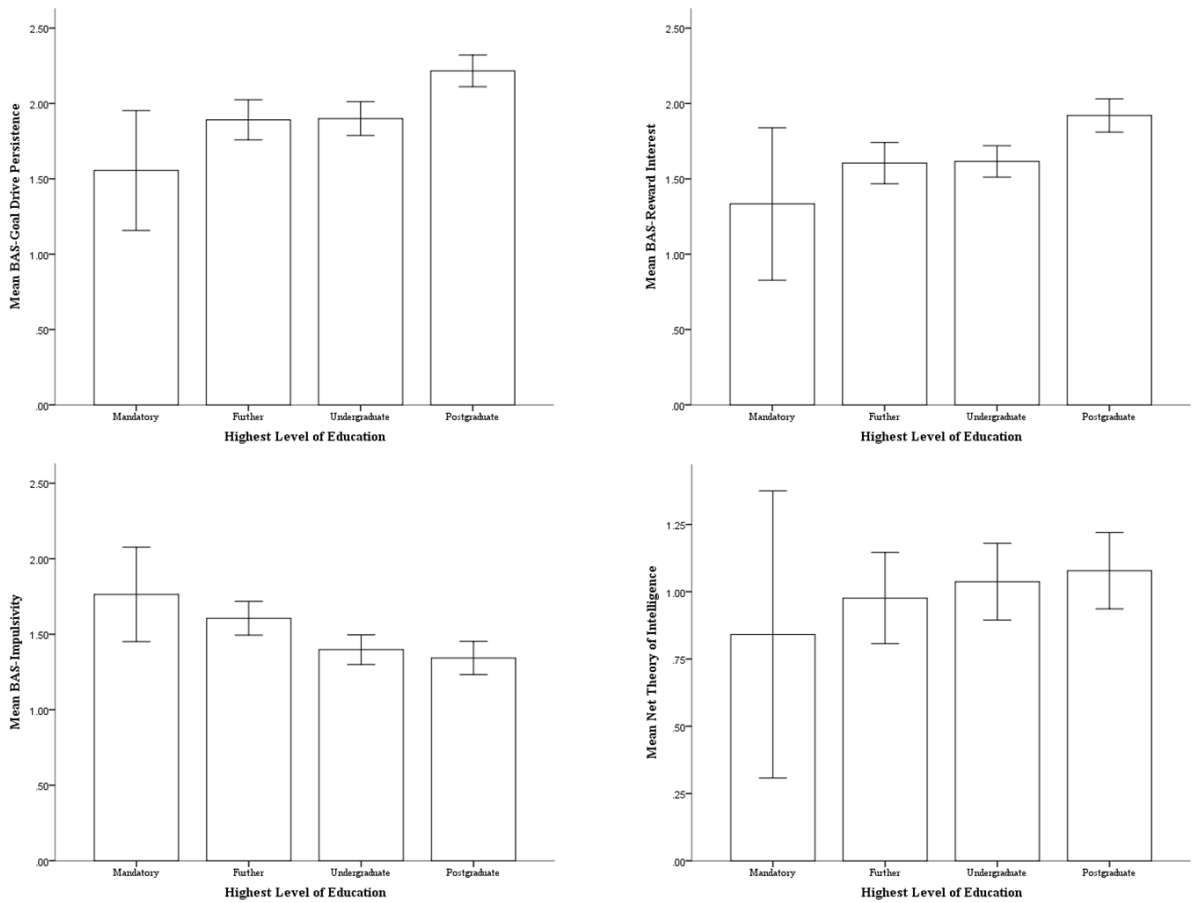 Mean BAS-Goal Drive Persistence
2.50
2.00
1.50
1.00
.50
.00
Mandatory Further Undergraduate Postgraduate
Highest Level of Education
Mean BAS-Reward Interest
2.50
2.00
1.50
1.00
.50
.00
Mandatory Further Undergraduate Postgraduate
Highest Level of Education
Mean BAS-Impulsivity
2.50
2.00
1.50
1.00
.50
.00
Mandatory Further Undergraduate Postgraduate
Highest Level of Education
Mean Net Theory of Intelligence
1.25
1.00
.75
.50
.25
.00
Mandatory Further Undergraduate Postgraduate
Highest Level of Education